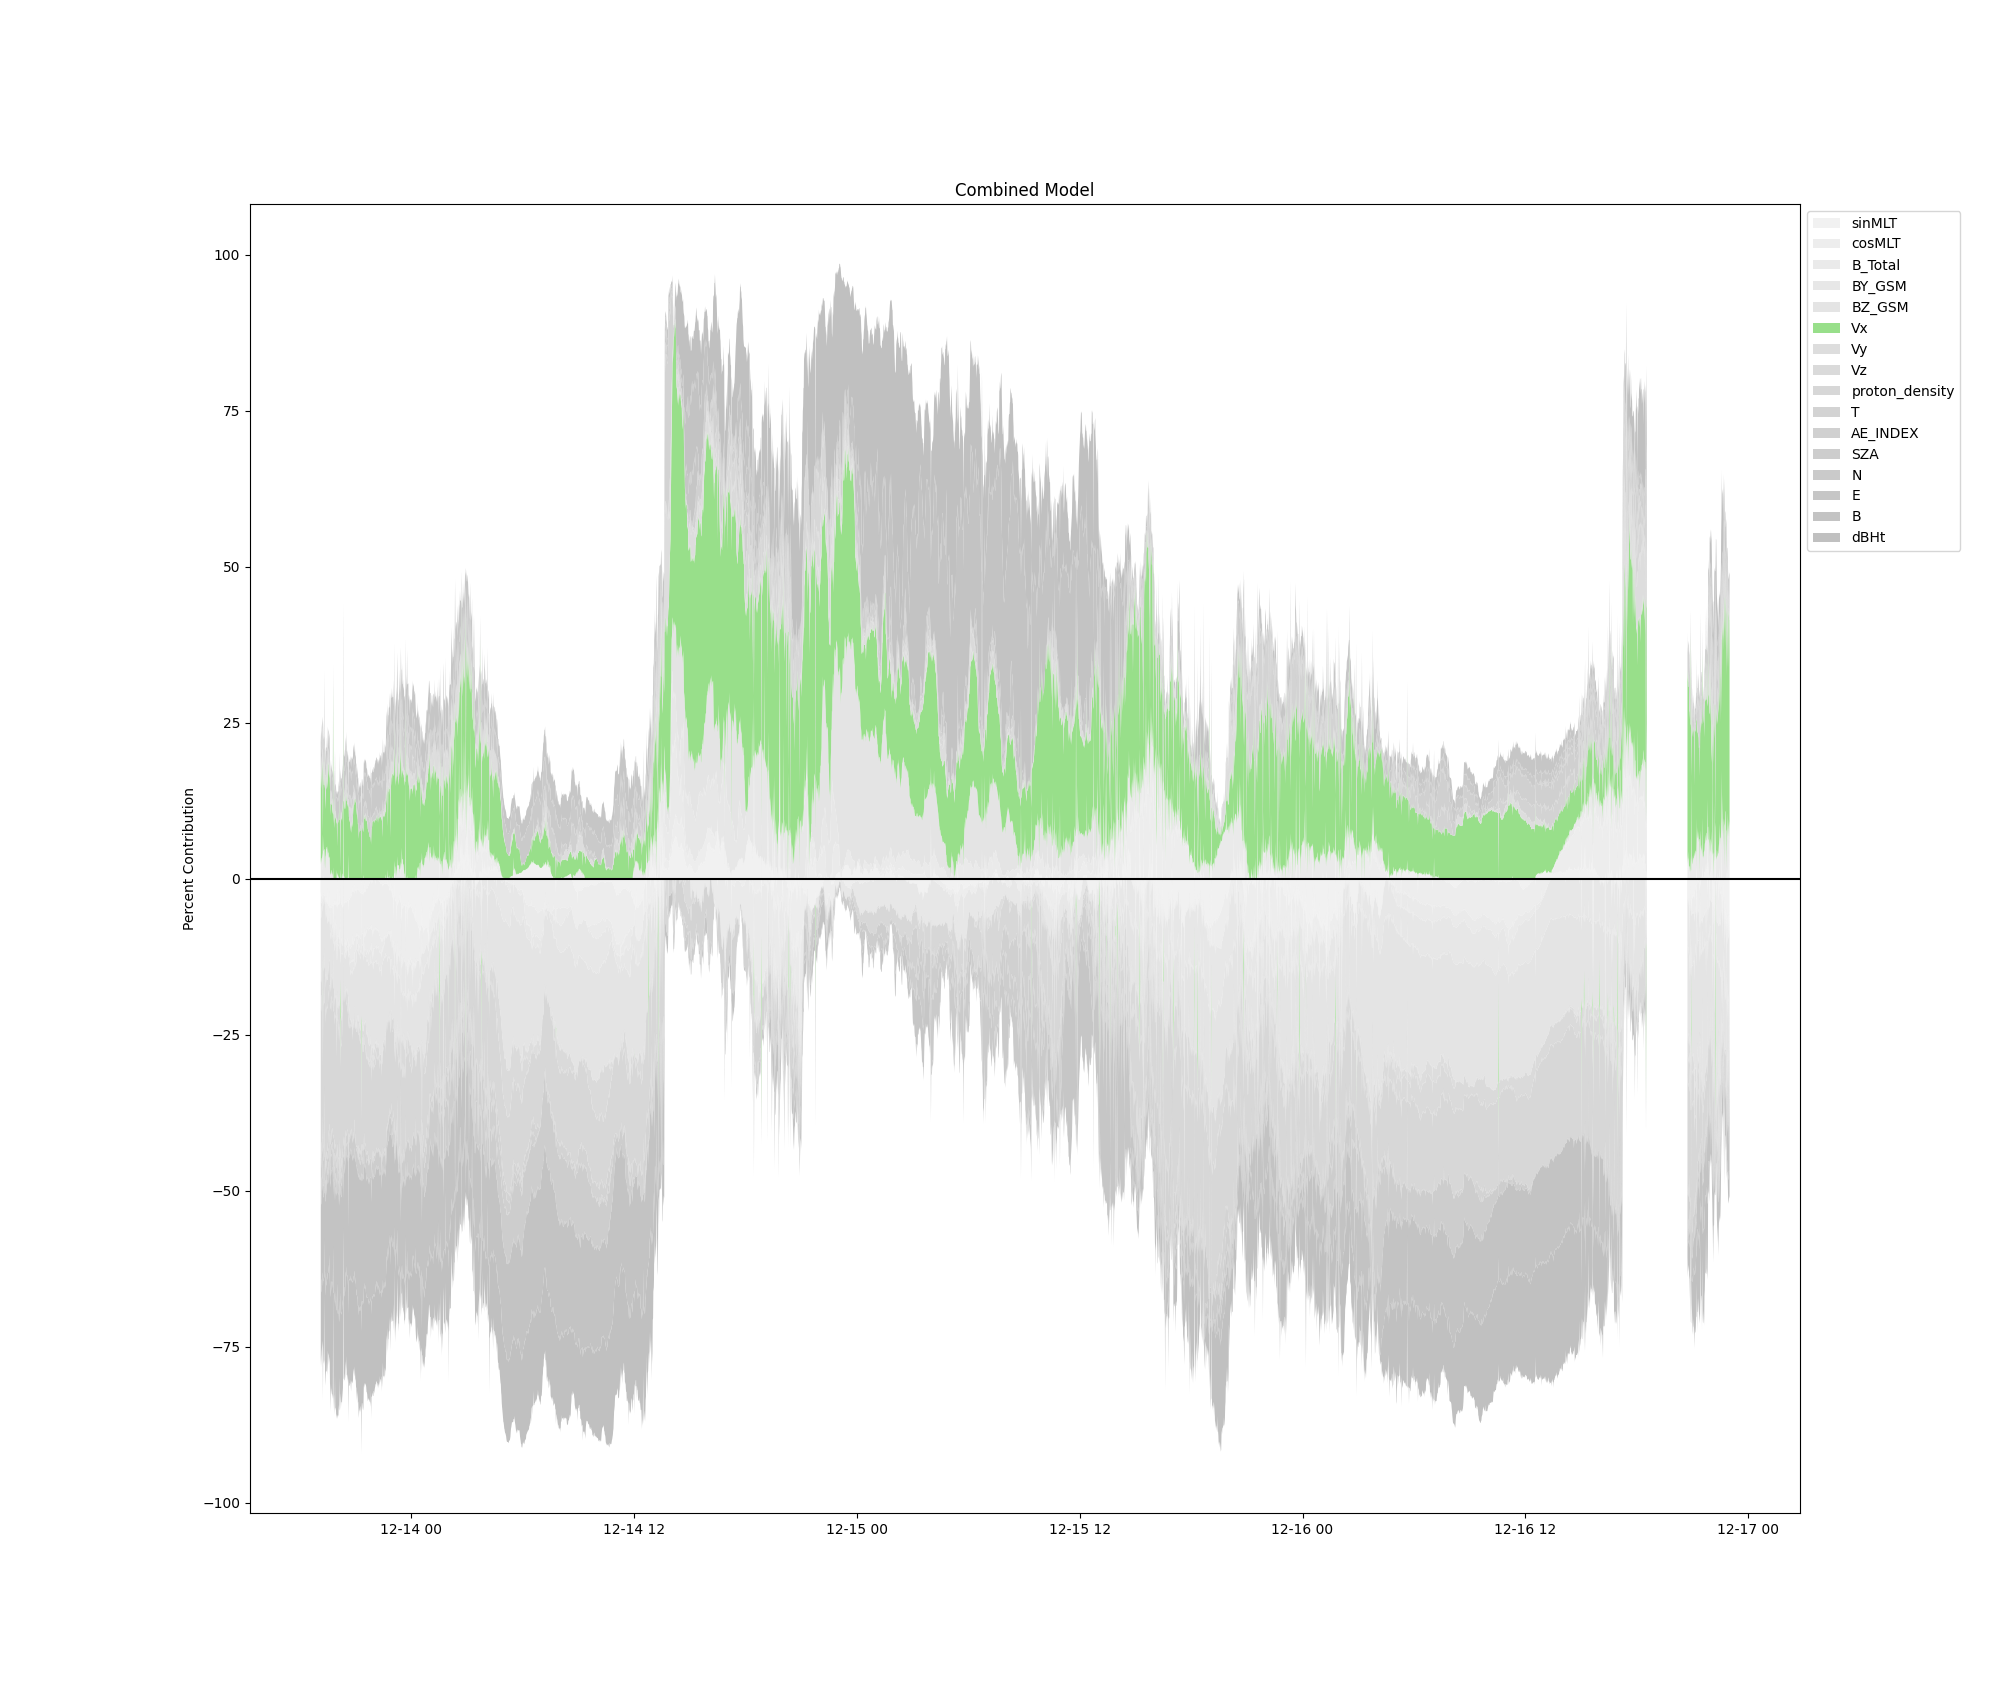 Combined Model
sinMLT
cosMLT
B_Total
BY_GSM
BZ_GSM
Vx
Vy
Vz
proton_density
T
AE_INDEX
SZA
N
E
B
dBHt
Percent Contribution
100
75
50
25
0
−25
−50
−75
−100
12-14 00
12-14 12
12-15 00
12-15 12
12-16 00
12-16 12
12-17 00